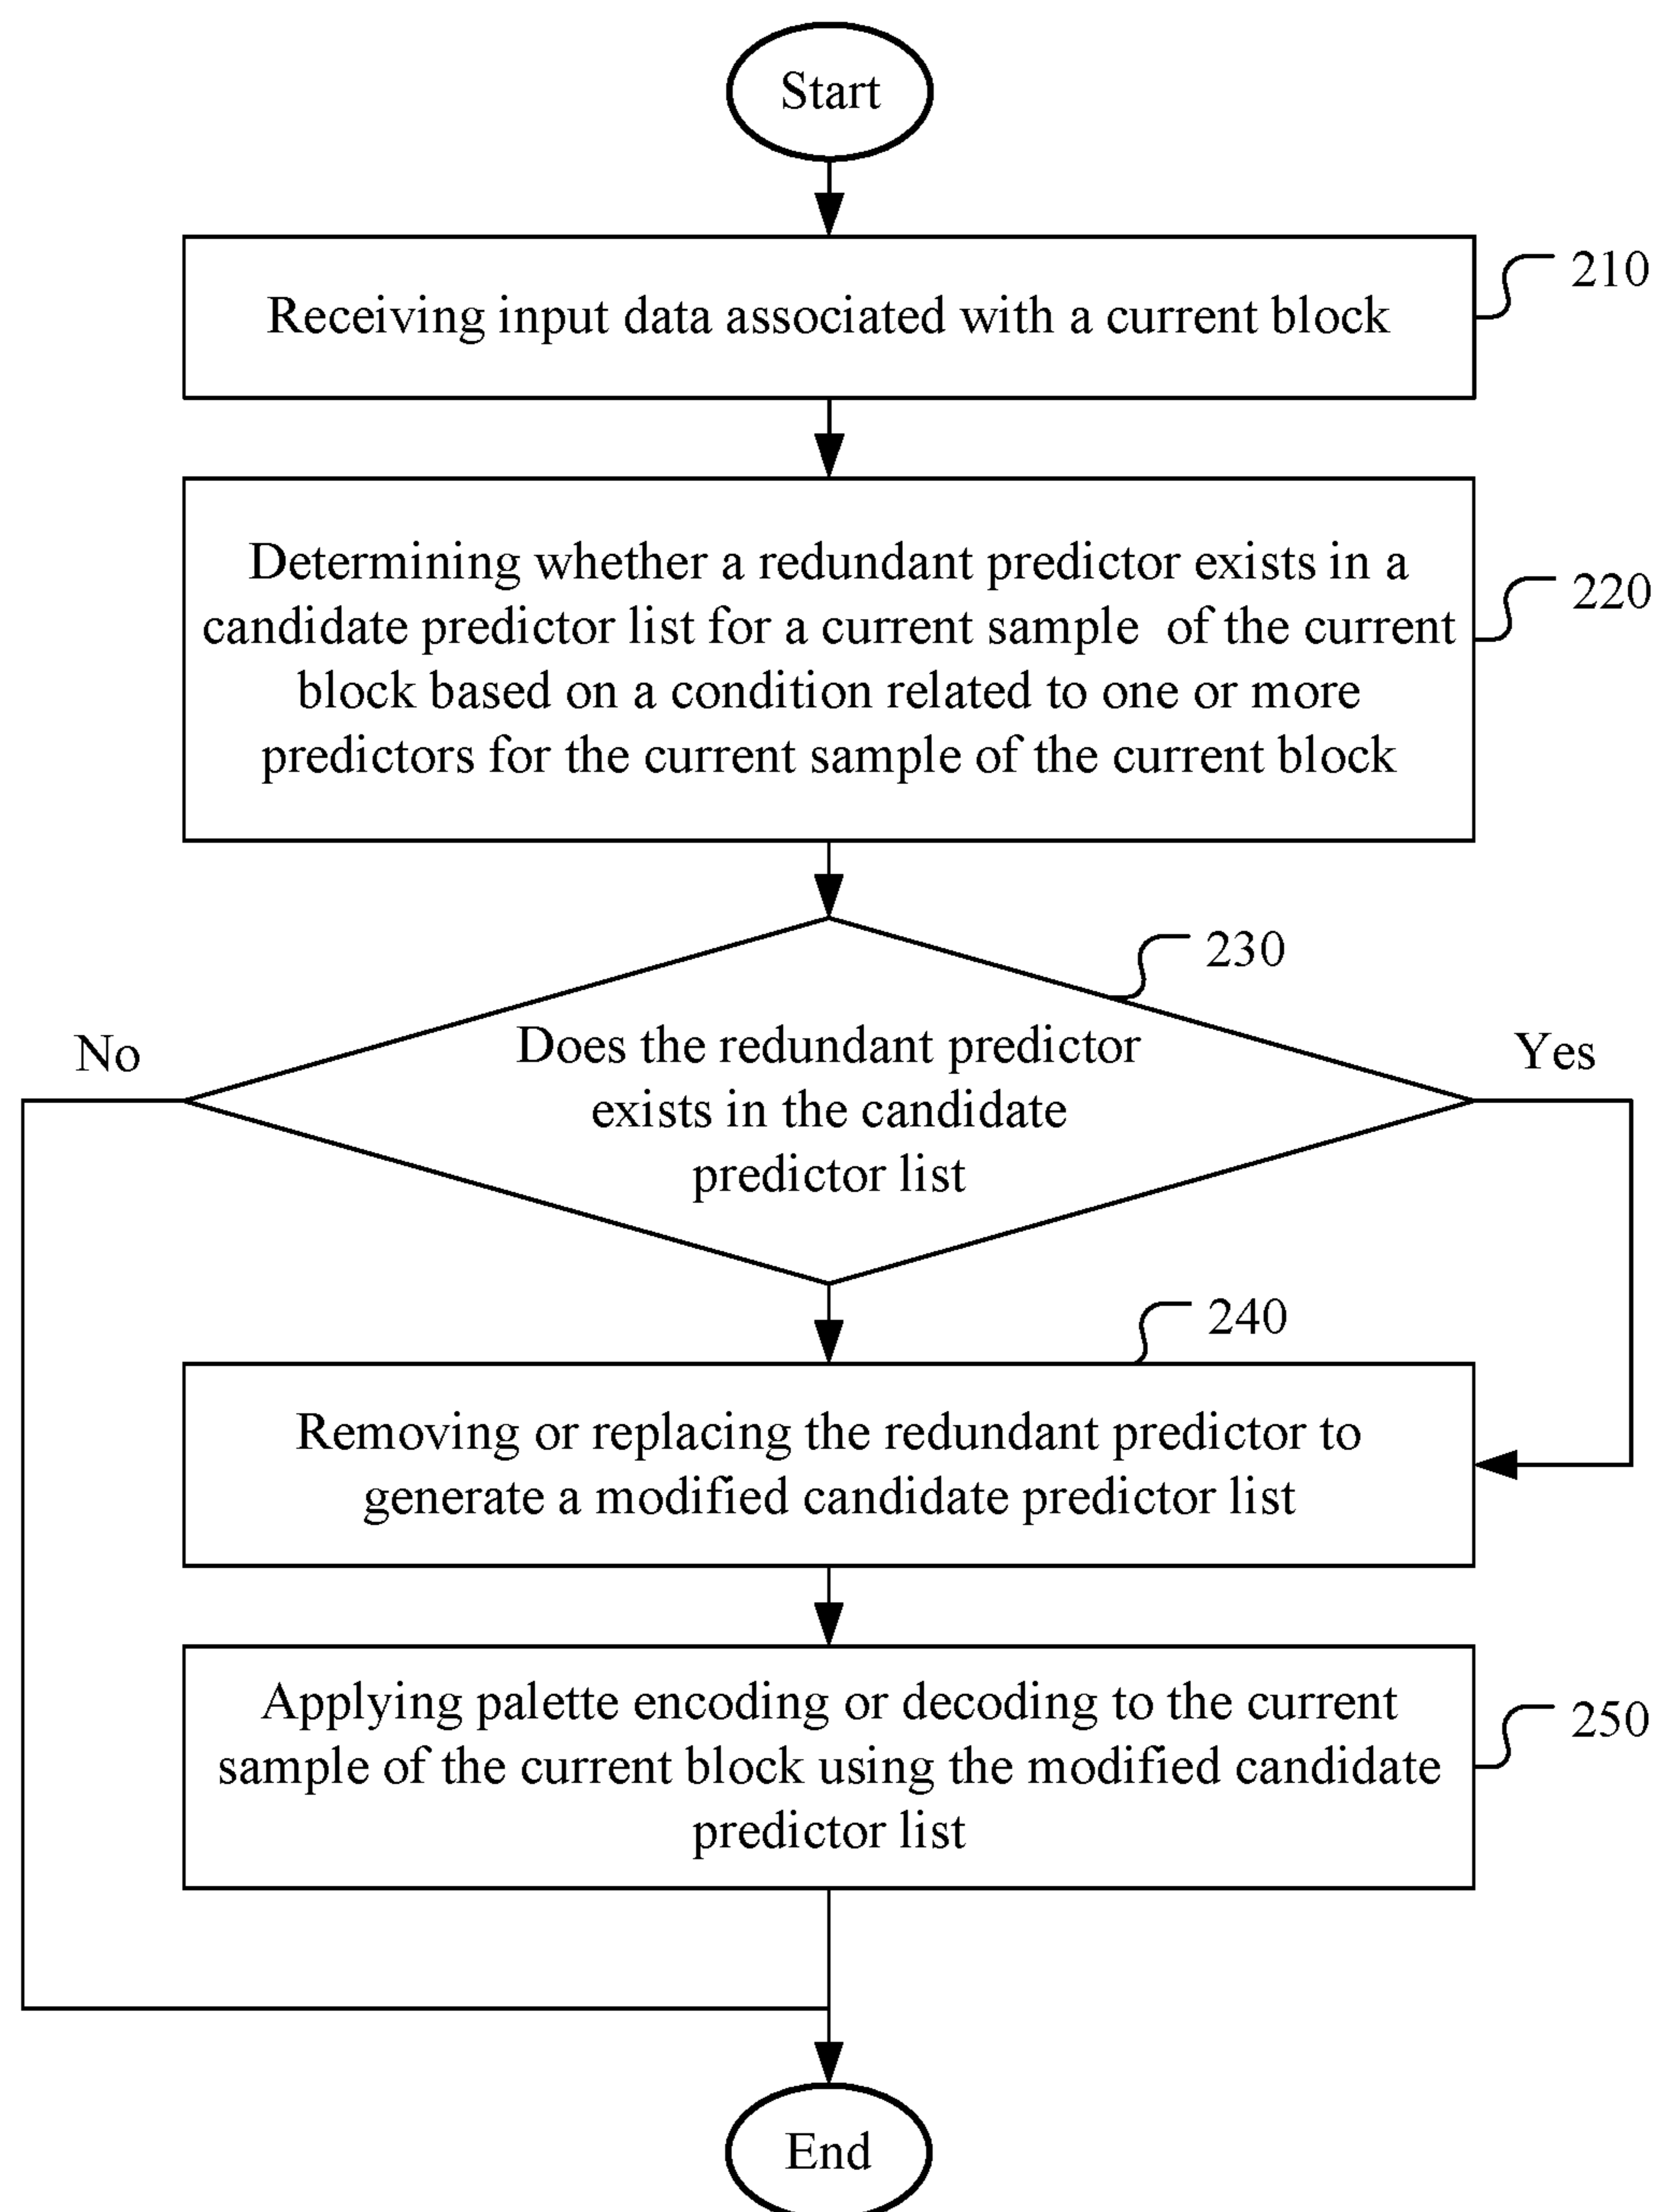 Start
Receiving input data associated with a current block
210
Determining whether a redundant predictor exists in a
candidate predictor list for a current sample of the current
block based on a condition related to one or more
predictors for the current sample of the current block
220
230
No
Yes
Does the redundant predictor
exists in the candidate
predictor list
240
Removing or replacing the redundant predictor to
generate a modified candidate predictor list
Applying palette encoding or decoding to the current
sample of the current block using the modified candidate
predictor list
250
End